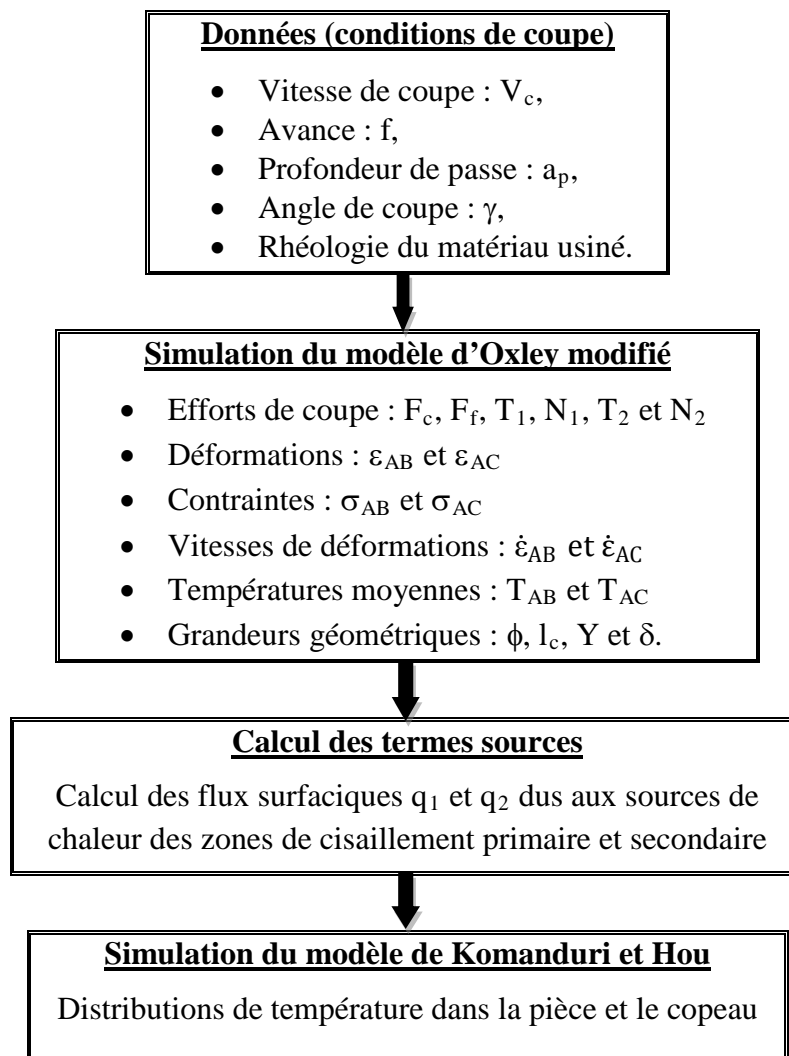 Données (conditions de coupe)
• Vitesse de coupe : Vc,
• Avance : f,
• Profondeur de passe : ap,
• Angle de coupe : γ,
• Rhéologie du matériau usiné.
Simulation du modèle d’Oxley modifié
• Efforts de coupe : Fc, Ff, T1, N1, T2 et N2
• Déformations : εAB et εAC
• Contraintes : σAB et σAC
• Vitesses de déformations : ε̇AB et ε̇AC
• Températures moyennes : TAB et TAC
• Grandeurs géométriques : ϕ, lc, Y et δ.
Calcul des termes sources
Calcul des flux surfaciques q1 et q2 dus aux sources de
chaleur des zones de cisaillement primaire et secondaire
Simulation du modèle de Komanduri et Hou
Distributions de température dans la pièce et le copeau